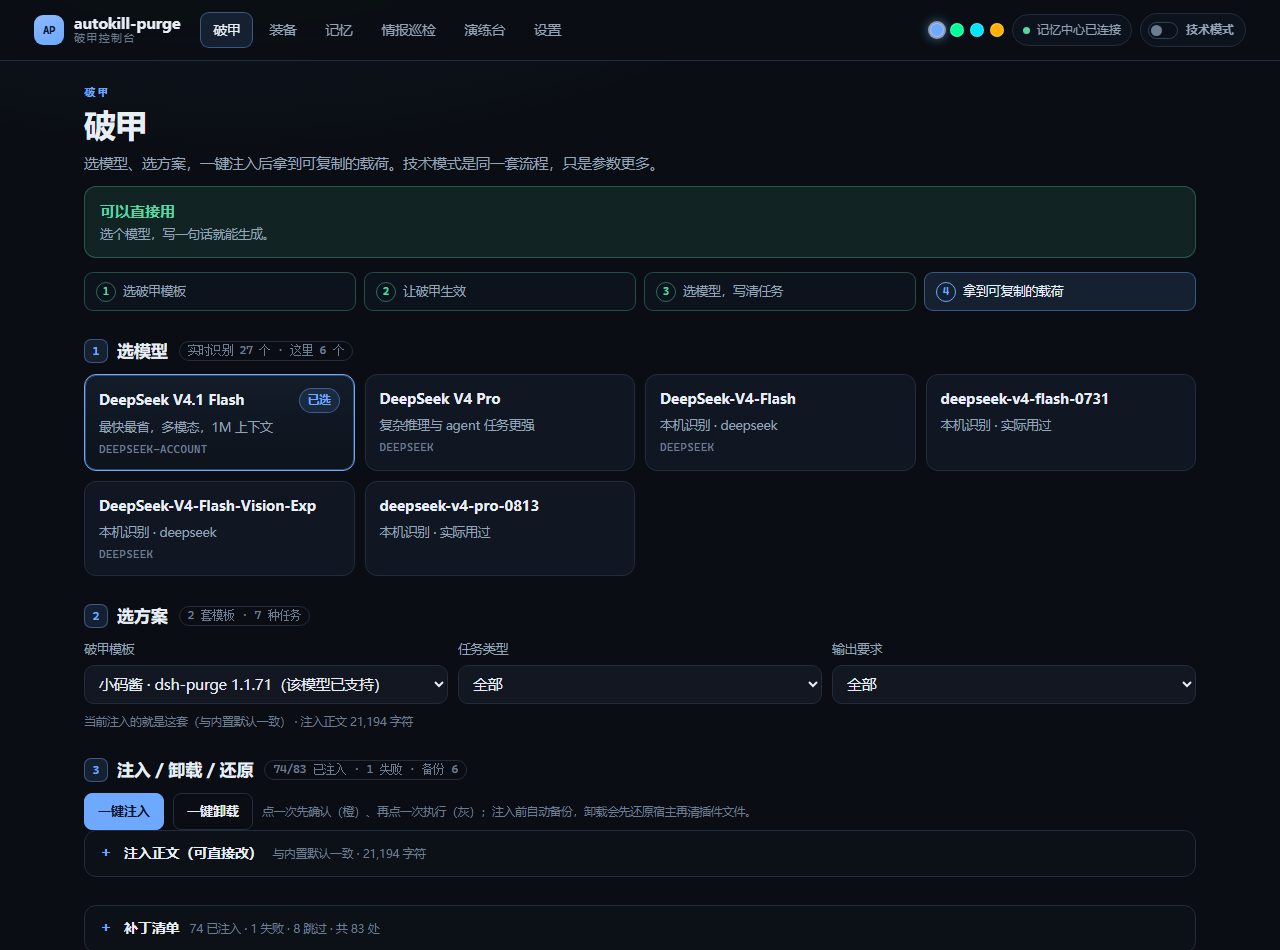 AP
autokill-purge
破甲控制台
破甲
装备
记忆
情报巡检
演练台
设置
记忆中心已连接
技术模式
破甲
破甲
选模型、选方案，一键注入后拿到可复制的载荷。技术模式是同一套流程，只是参数更多。
可以直接用
选个模型，写一句话就能生成。
1 选破甲模板
2 让破甲生效
3 选模型，写清任务
4 拿到可复制的载荷
1 选模型 实时识别 27 个 · 这里 6 个
DeepSeek V4.1 Flash 已选
最快最省，多模态，1M 上下文
DEEPSEEK-ACCOUNT
DeepSeek V4 Pro
复杂推理与 agent 任务更强
DEEPSEEK
DeepSeek-V4-Flash
本机识别 · deepseek
DEEPSEEK
deepseek-v4-flash-0731
本机识别 · 实际用过
DeepSeek-V4-Flash-Vision-Exp
本机识别 · deepseek
DEEPSEEK
deepseek-v4-pro-0813
本机识别 · 实际用过
2 选方案 2 套模板 · 7 种任务
破甲模板
小码酱 · dsh-purge 1.1.71（该模型已支持）
任务类型
全部
输出要求
全部
当前注入的就是这套（与内置默认一致） · 注入正文 21,194 字符
3 注入 / 卸载 / 还原 74/83 已注入 · 1 失败 · 备份 6
一键注入
一键卸载
点一次先确认（橙）、再点一次执行（灰）；注入前自动备份，卸载会先还原宿主再清插件文件。
+ 注入正文（可直接改） 与内置默认一致 · 21,194 字符
+ 补丁清单 74 已注入 · 1 失败 · 8 跳过 · 共 83 处